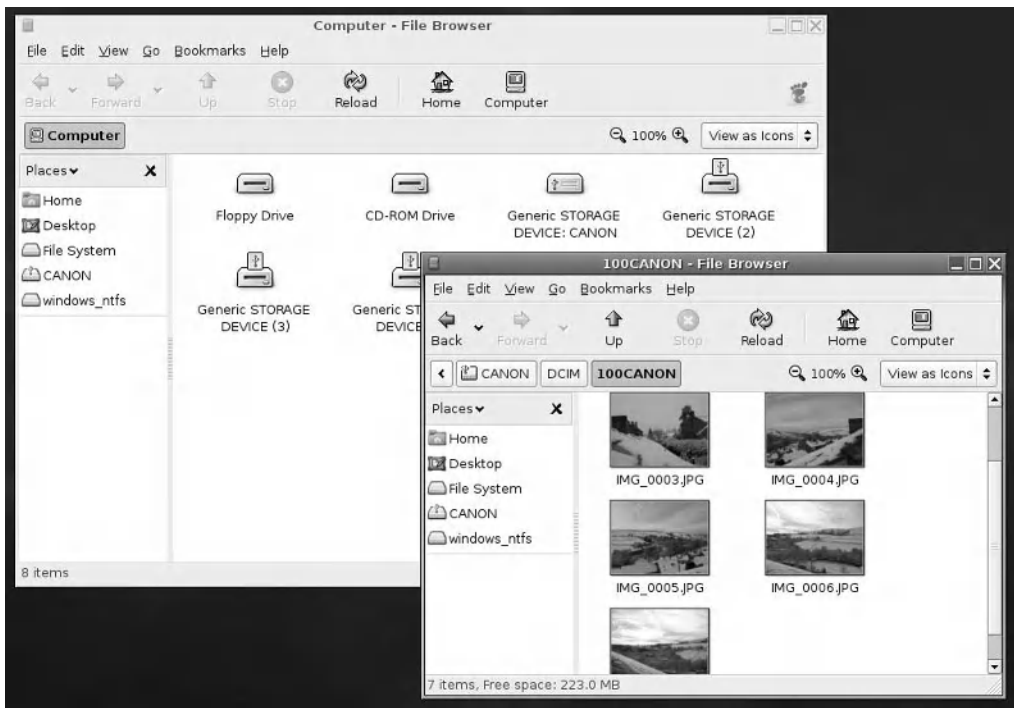 Computer - File Browser
File Edit View Go Bookmarks Help
Back Forward Up Stop Reload Home Computer
Computer 100% View as Icons
Places
Home
Desktop
File System
CANON
windows_ntfs
Floppy Drive CD-ROM Drive Generic STORAGE DEVICE: CANON Generic STORAGE DEVICE (2)
Generic STORAGE DEVICE (3) Generic ST
DEVICE
8 items
100CANON - File Browser
File Edit View Go Bookmarks Help
Back Forward Up Stop Reload Home Computer
CANON DCIM 100CANON 100% View as Icons
Places
Home
Desktop
File System
CANON
windows_ntfs
IMG_0003.JPG IMG_0004.JPG
IMG_0005.JPG IMG_0006.JPG
7 items, Free space: 223.0 MB